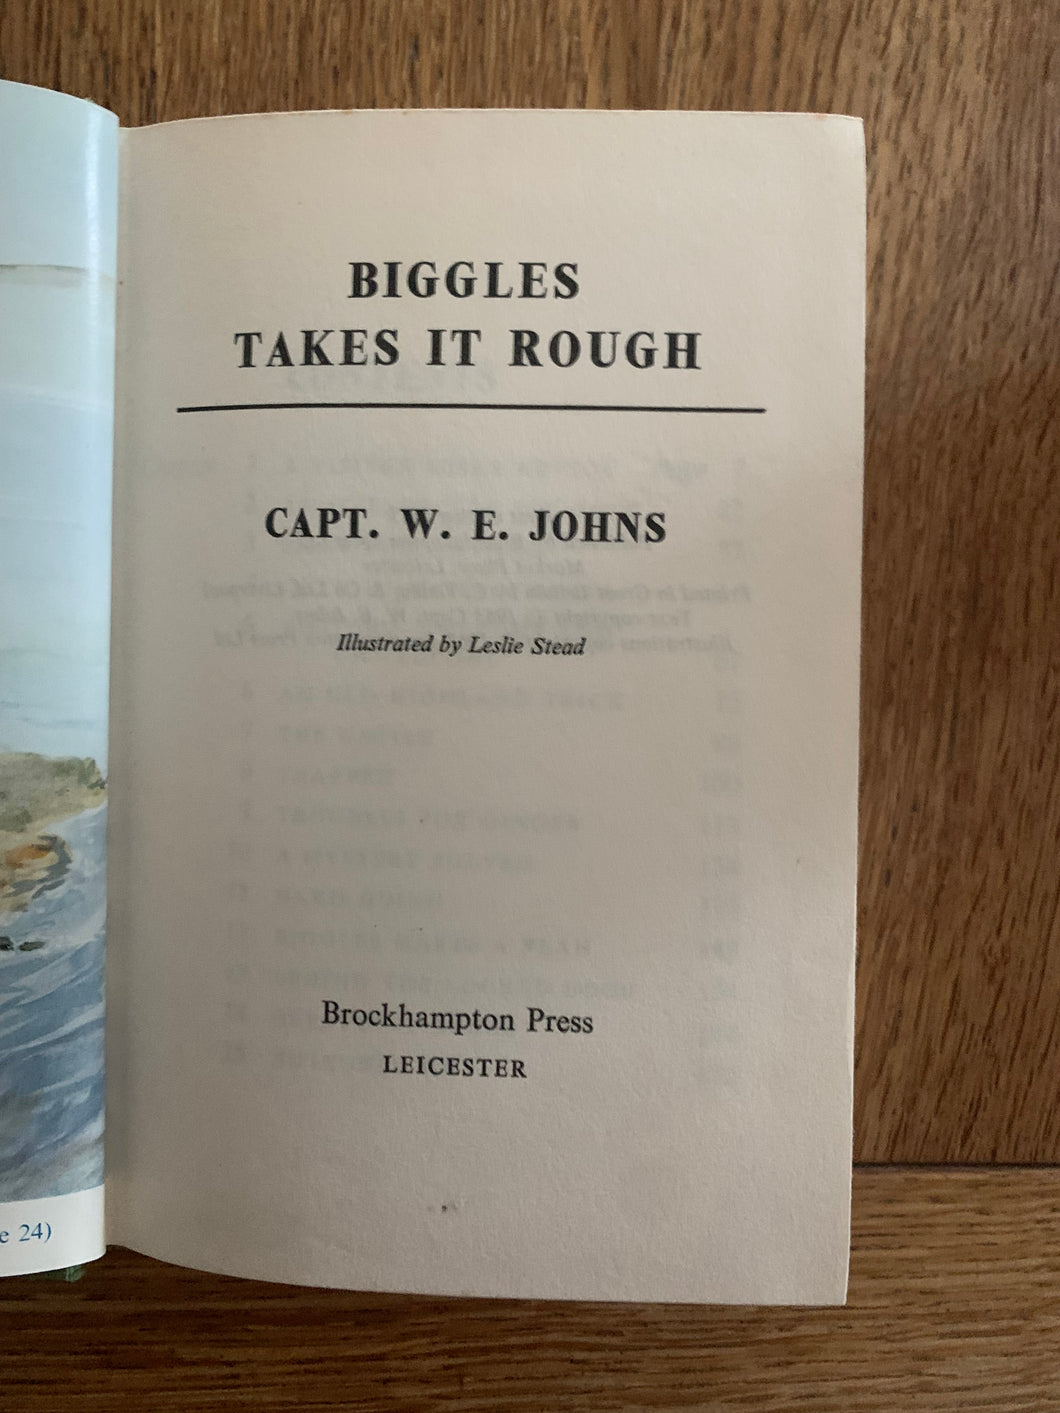 BIGGLES
TAKES IT ROUGH
CAPT. W. E. JOHNS
Illustrated by Leslie Stead
Brockhampton Press
LEICESTER
24)